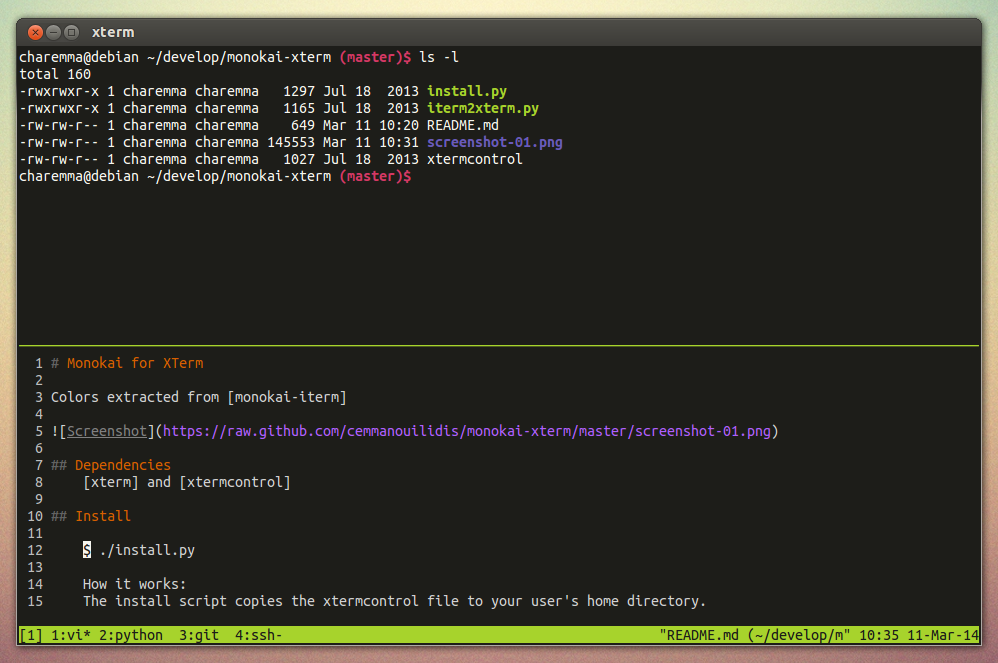 xterm
charemma@debian ~/develop/monokai-xterm (master)$ ls -l
total 160
-rwxrwxr-x 1 charemma charemma   1297 Jul 18  2013 install.py
-rwxrwxr-x 1 charemma charemma   1165 Jul 18  2013 iterm2xterm.py
-rw-rw-r-- 1 charemma charemma    649 Mar 11 10:20 README.md
-rw-rw-r-- 1 charemma charemma 145553 Mar 11 10:31 screenshot-01.png
-rw-rw-r-- 1 charemma charemma   1027 Jul 18  2013 xtermcontrol
charemma@debian ~/develop/monokai-xterm (master)$
1 # Monokai for XTerm
2
3 Colors extracted from [monokai-iterm]
4
5 ![Screenshot](https://raw.github.com/cemmanouilidis/monokai-xterm/master/screenshot-01.png)
6
7 ## Dependencies
8     [xterm] and [xtermcontrol]
9
10 ## Install
11
12     $ ./install.py
13
14     How it works:
15     The install script copies the xtermcontrol file to your user's home directory.
[1] 1:vi* 2:python  3:git  4:ssh- "README.md (~/develop/m" 10:35 11-Mar-14